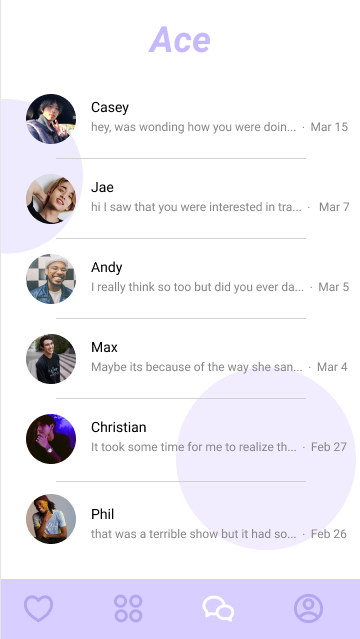 Ace
Casey
hey, was wonding how you were doin... · Mar 15
Jae
hi I saw that you were interested in tra... · Mar 7
Andy
I really think so too but did you ever da... · Mar 5
Max
Maybe its because of the way she san... · Mar 4
Christian
It took some time for me to realize th... · Feb 27
Phil
that was a terrible show but it had so... · Feb 26